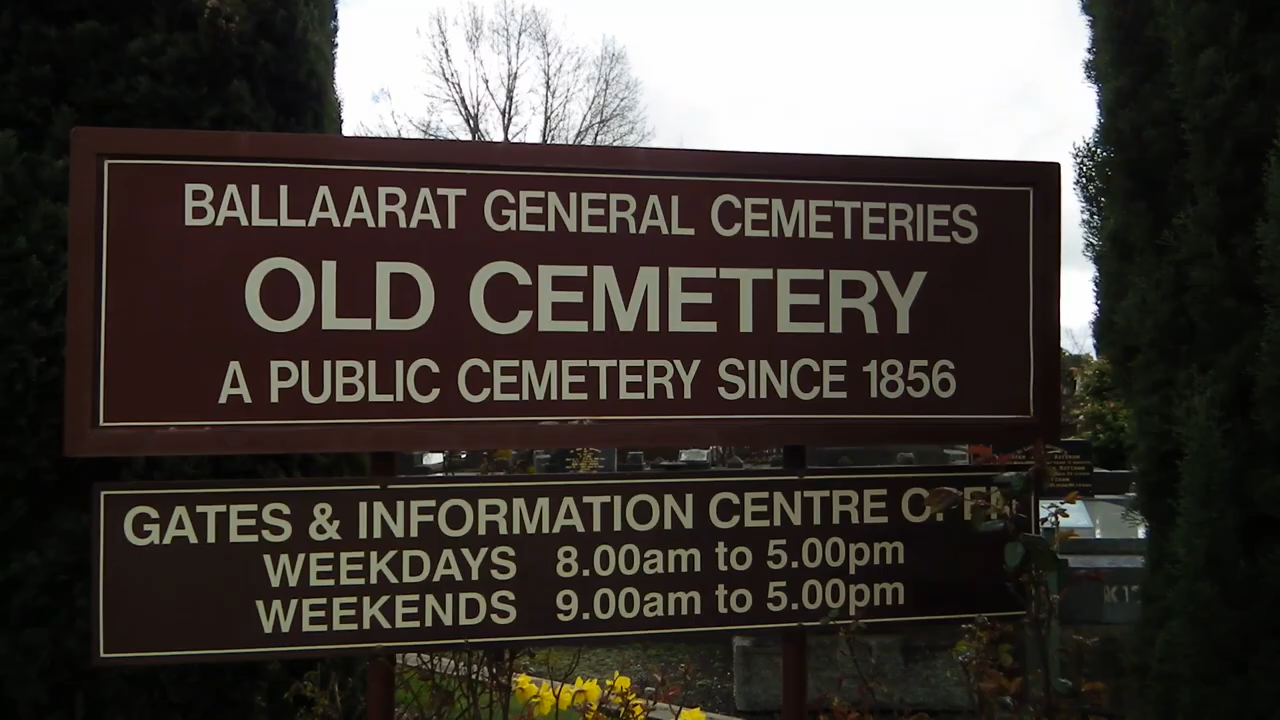 BALLAARAT GENERAL CEMETERIES
OLD CEMETERY
A PUBLIC CEMETERY SINCE 1856
GATES & INFORMATION CENTRE OPEN
WEEKDAYS 8.00am to 5.00pm
WEEKENDS 9.00am to 5.00pm